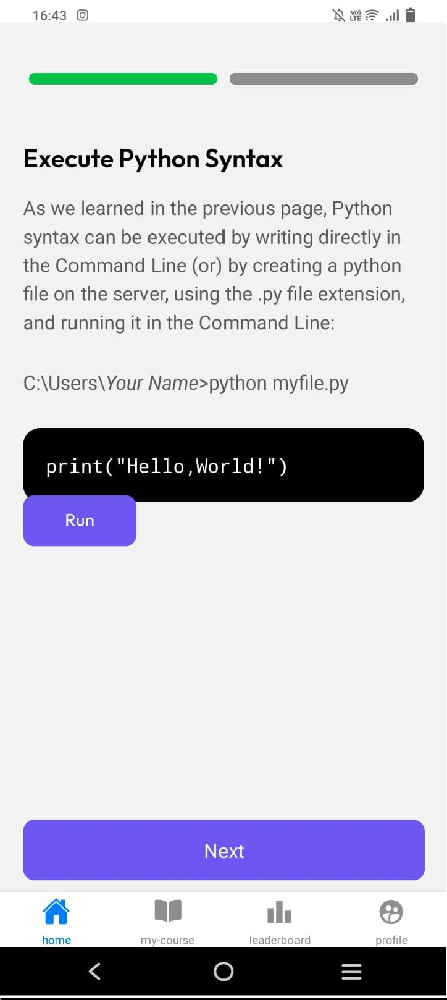 16:43
Vo)
LTE
Execute Python Syntax
As we learned in the previous page, Python
syntax can be executed by writing directly in
the Command Line (or) by creating a python
file on the server, using the .py file extension,
and running it in the Command Line:
C:\Users\Your Name>python myfile.py
print("Hello,World!")
Run
Next
home
my-course
leaderboard
profile